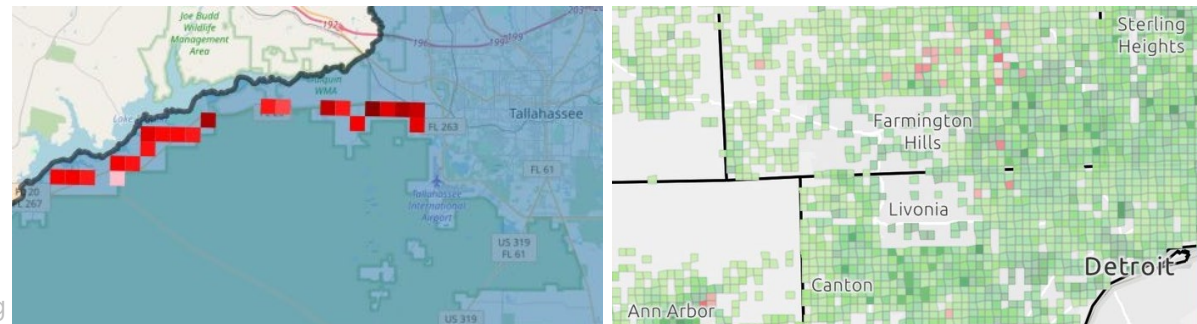 Joe Budd
Wildlife
Management
Area
WMA
Tallahassee
FL 263
FL 61
Tallahassee
International
Airport
FL 20
FL 267
US 319
FL 61
US 319
Sterling
Heights
Farmington
Hills
Livonia
Detroit
Canton
Ann Arbor
g